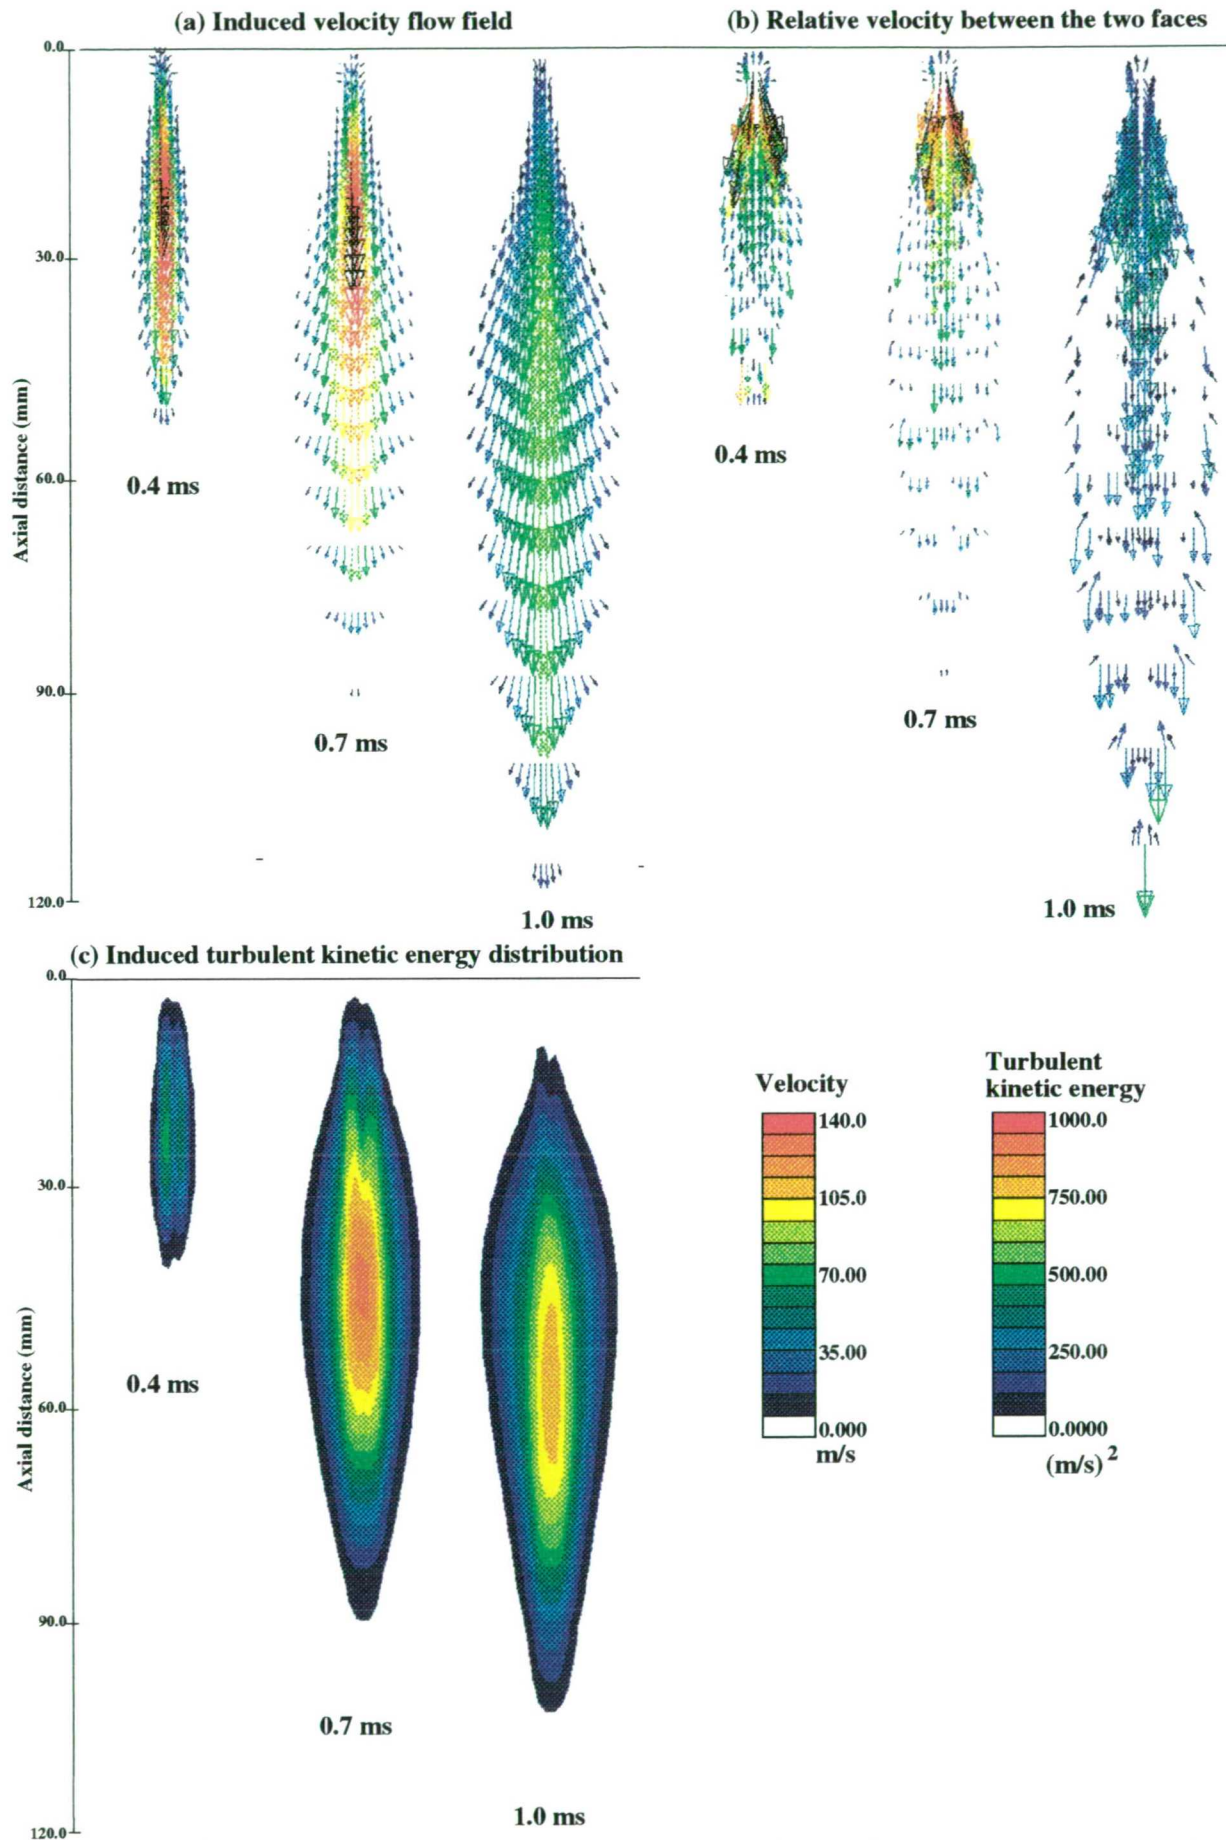 (a) Induced velocity flow field
(b) Relative velocity between the two faces
0.0
30.0
60.0
90.0
120.0
Axial distance (mm)
0.4 ms
0.7 ms
1.0 ms
0.4 ms
0.7 ms
1.0 ms
(c) Induced turbulent kinetic energy distribution
0.0
30.0
60.0
90.0
120.0
Axial distance (mm)
0.4 ms
0.7 ms
1.0 ms
Velocity
140.0
105.0
70.00
35.00
0.000
m/s
Turbulent
kinetic energy
1000.0
750.00
500.00
250.00
0.0000
(m/s) 2